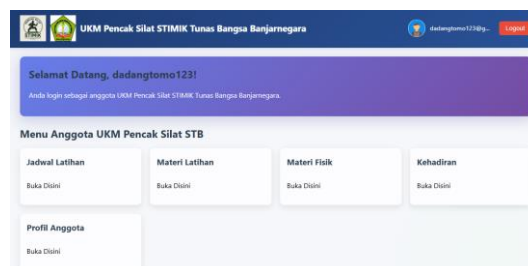 UKM Pencak Silat STIMIK Tunas Bangsa Banjarnegara
dadangtomo123@g...
Logout
Selamat Datang, dadangtomo123!
Anda login sebagai anggota UKM Pencak Silat STIMIK Tunas Bangsa Banjarnegara.
Menu Anggota UKM Pencak Silat STB
Jadwal Latihan
Buka Disini
Materi Latihan
Buka Disini
Materi Fisik
Buka Disini
Kehadiran
Buka Disini
Profil Anggota
Buka Disini